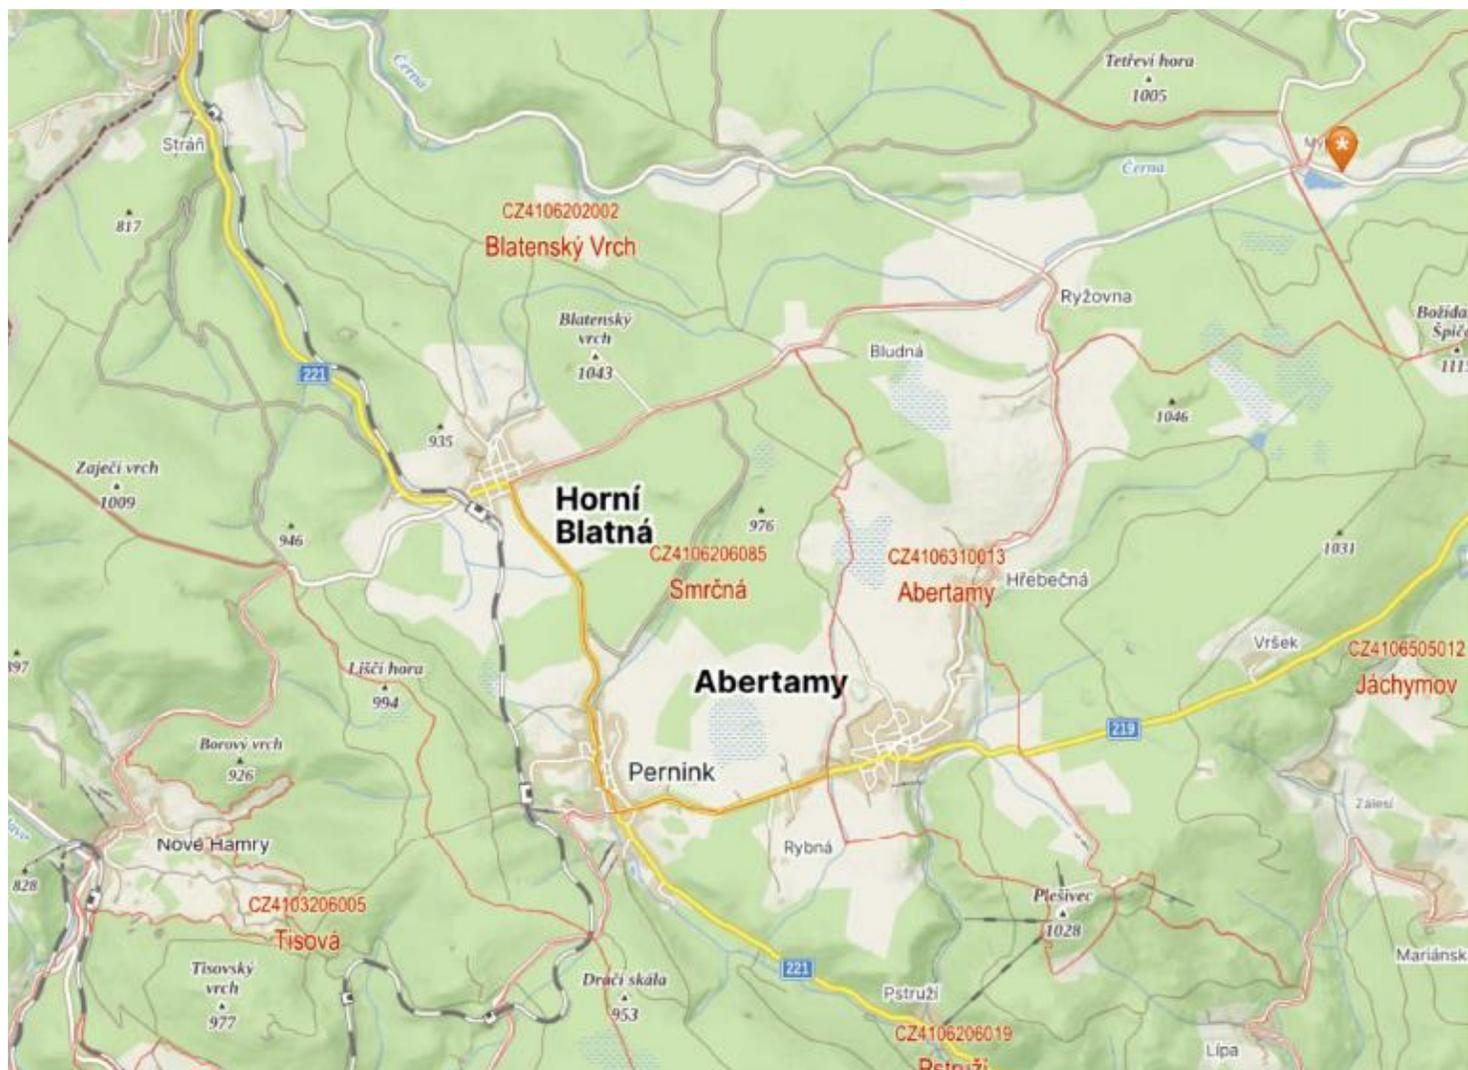 Černá
Tetřeví hora
1005
Stráň
Černá
CZ4106202002
Blatenský Vrch
817
Ryžovna
Blatenský
vrch
1043
Bludná
221
1046
935
Zaječí vrch
1009
Horní
Blatná
976
946
CZ4106206085
Smrčná
CZ4106310013
Abertamy
1031
Hřebečná
Vršek
CZ4106505012
Jáchymov
Liščí hora
994
Abertamy
219
Borový vrch
926
Pernink
Zálesí
Nové Hamry
Rybná
828
CZ4103206005
Tisová
Plešivec
1028
Tisovský
vrch
977
221
Dračí skála
953
Pstruží
CZ4106206019
Pstruží
Lípa